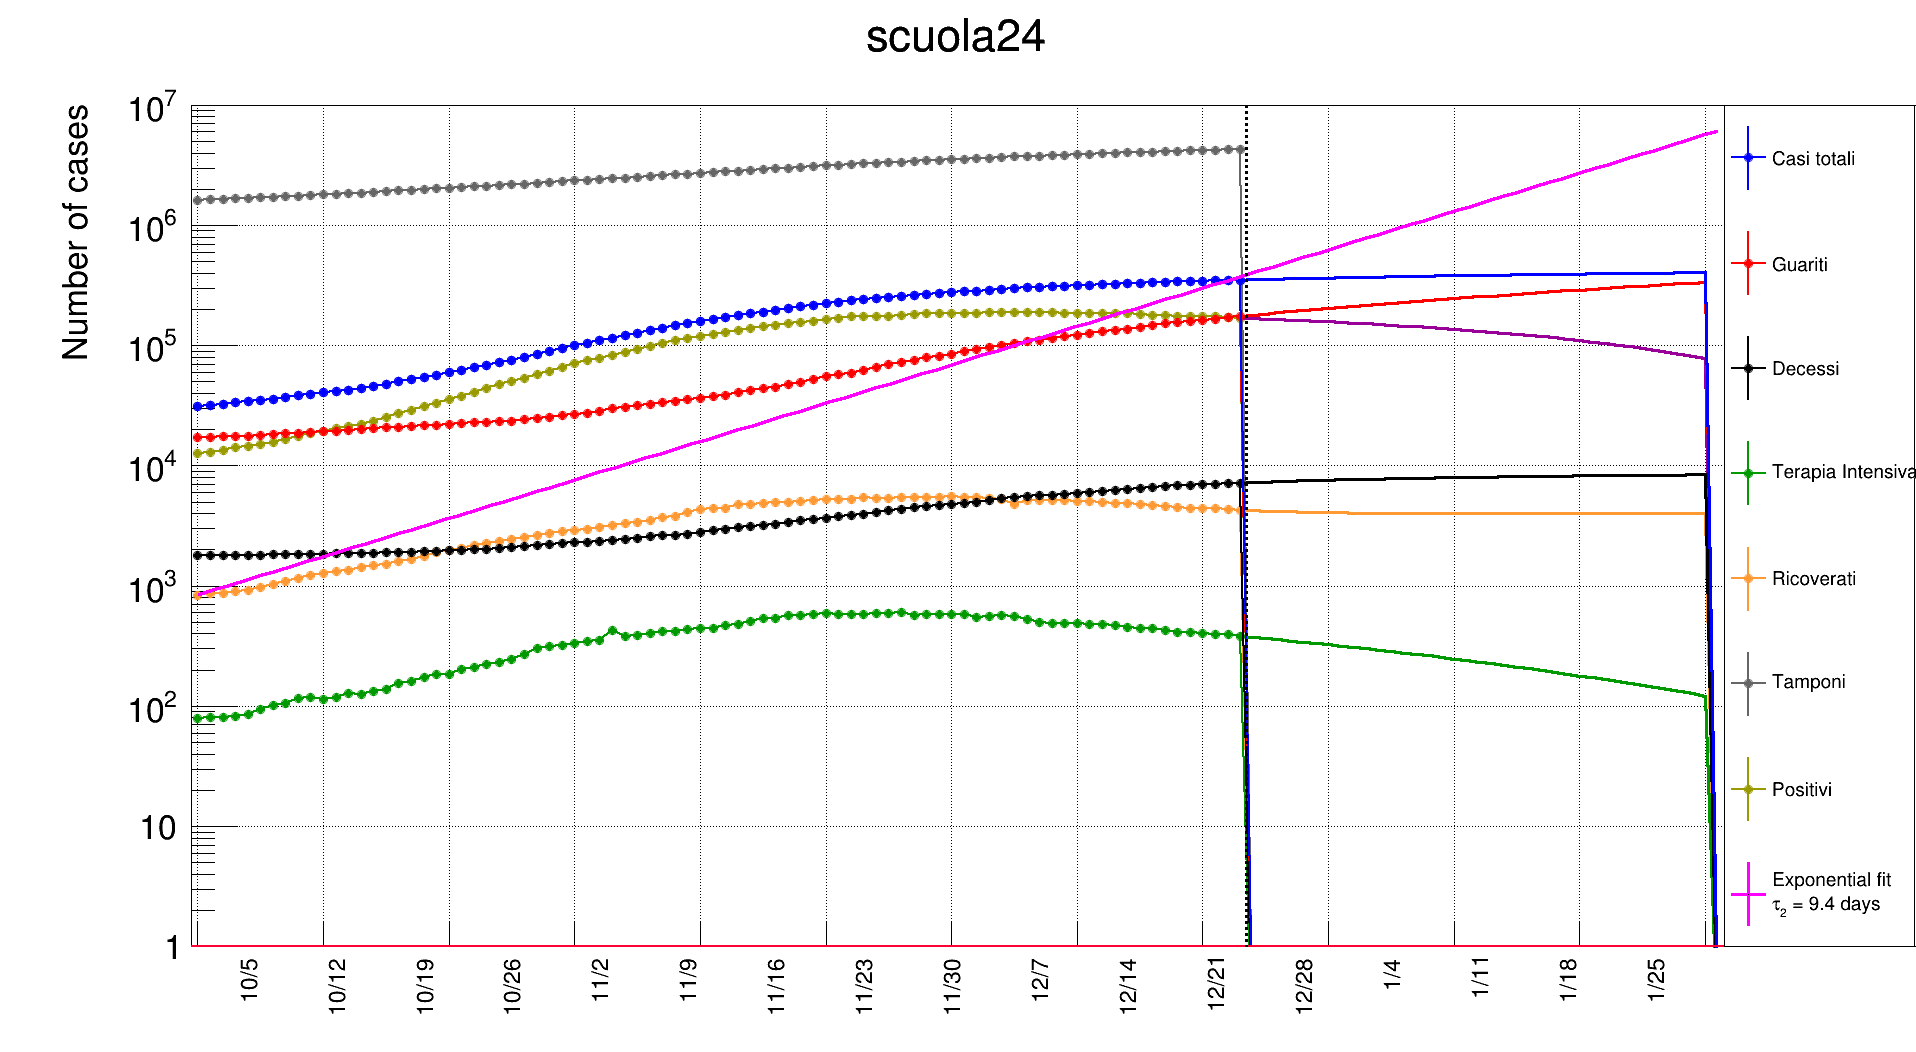 scuola24
Number of cases
10^7
10^6
10^5
10^4
10^3
10^2
10
1
10/5
10/12
10/19
10/26
11/2
11/9
11/16
11/23
11/30
12/7
12/14
12/21
12/28
1/4
1/11
1/18
1/25
Casi totali
Guariti
Decessi
Terapia Intensiva
Ricoverati
Tamponi
Positivi
Exponential fit
τ₂ = 9.4 days